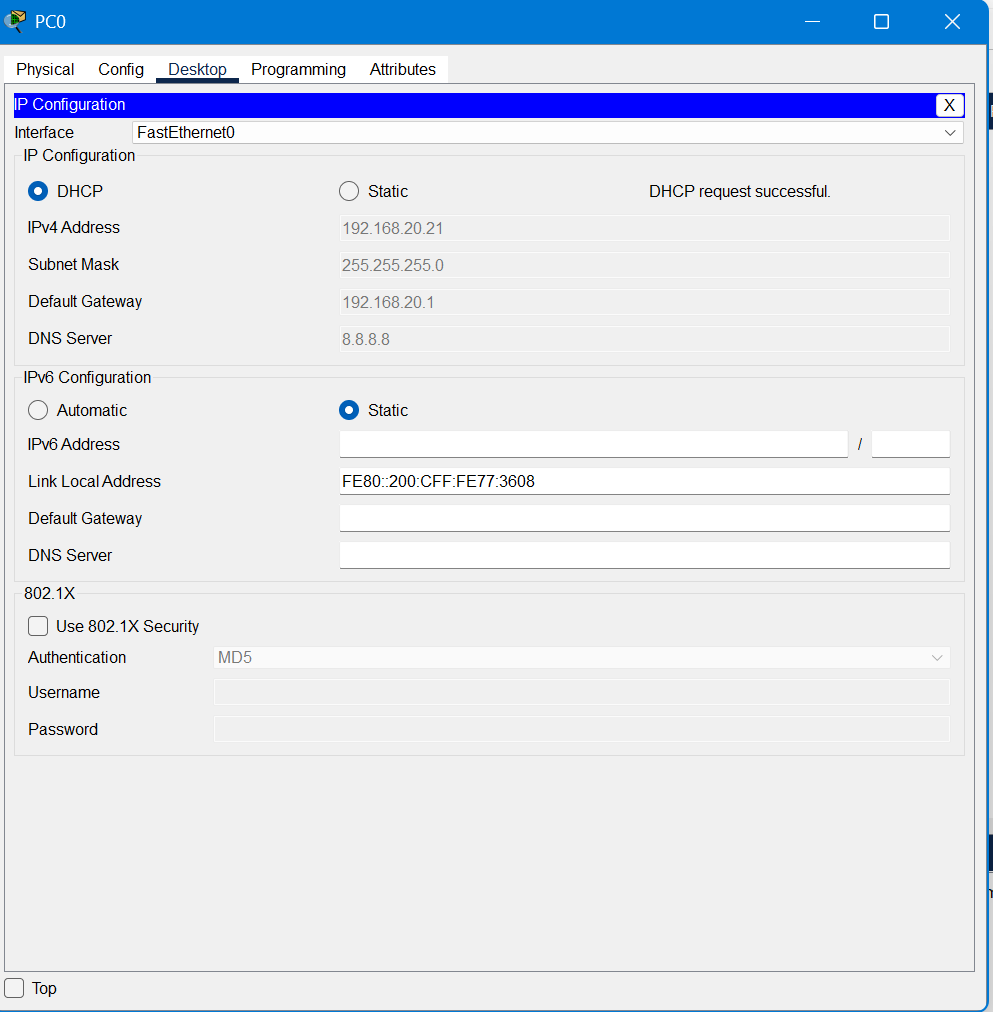 PC0
Physical Config Desktop Programming Attributes
IP Configuration X
Interface FastEthernet0
IP Configuration
DHCP Static DHCP request successful.
IPv4 Address 192.168.20.21
Subnet Mask 255.255.255.0
Default Gateway 192.168.20.1
DNS Server 8.8.8.8
IPv6 Configuration
Automatic Static
IPv6 Address /
Link Local Address FE80::200:CFF:FE77:3608
Default Gateway
DNS Server
802.1X
Use 802.1X Security
Authentication MD5
Username
Password
Top